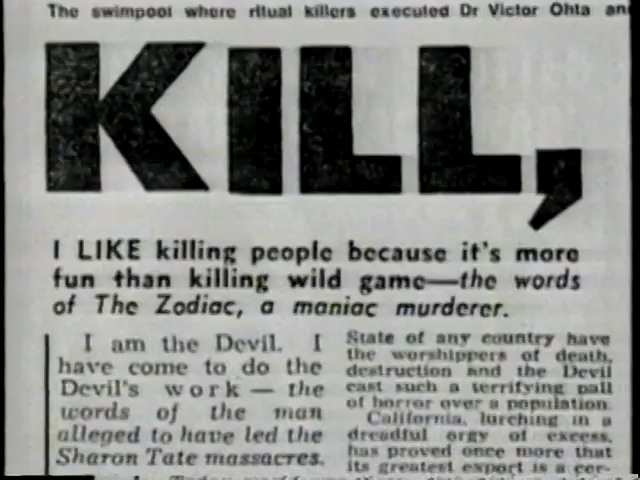 The swimpool where ritual killers executed Dr Victor Ohta an
KILL,
I LIKE killing people because it's more
fun than killing wild game—the words
of The Zodiac, a maniac murderer.
I am the Devil. I
have come to do the
Devil's work — the
words of the man
alleged to have led the
Sharon Tate massacres.
State of any country have
the worshippers of death,
destruction and the Devil
cast such a terrifying pall
of horror over a population.
California, lurching in a
dreadful orgy of excess,
has proved once more that
its greatest export is a cer-